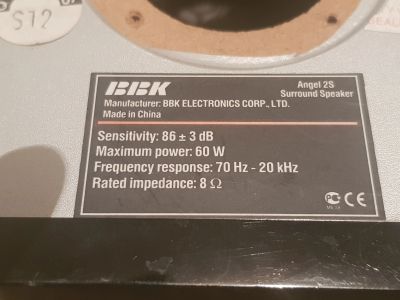 S72
BBK
Angel 2S
Surround Speaker
Manufacturer: BBK ELECTRONICS CORP., LTD.
Made in China
Sensitivity: 86 ± 3 dB
Maximum power: 60 W
Frequency response: 70 Hz - 20 kHz
Rated impedance: 8 Ω
CE